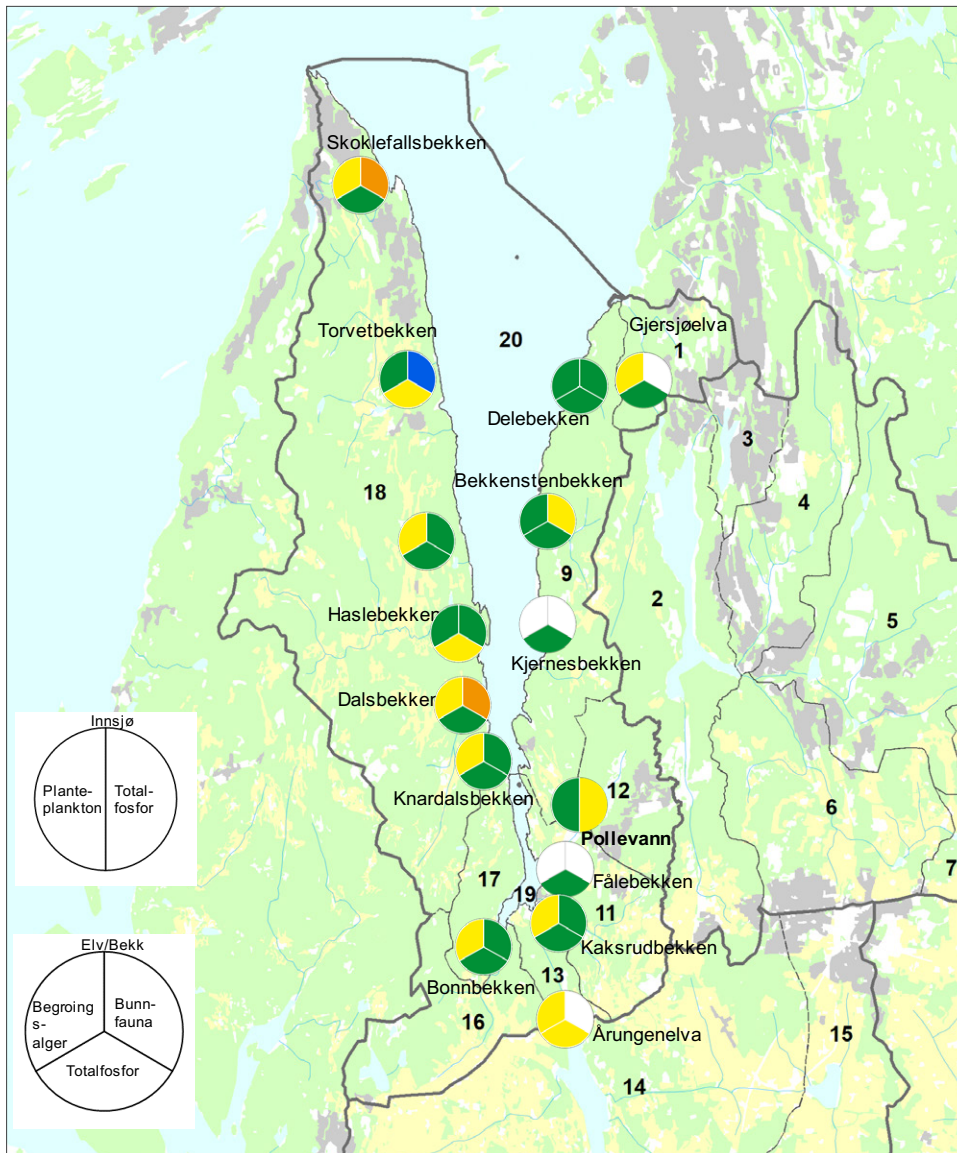 Skoklefallsbekken
Torvetbekken
20
Gjersjøelva
1
Delebekken
3
4
18
Bekkenstenbekken
9
2
5
Haslebekken
Kjernesbekken
Dalsbekken
Innsjø
Plante-
plankton
Total-
fosfor
Knardalsbekken
12
6
Pollevann
7
17
19
Fålebekken
11
Kaksrudbekken
Elv/Bekk
Begroing
s-
alger
Bunn-
fauna
Totalfosfor
Bonnbekken
13
16
Årungenelva
15
14